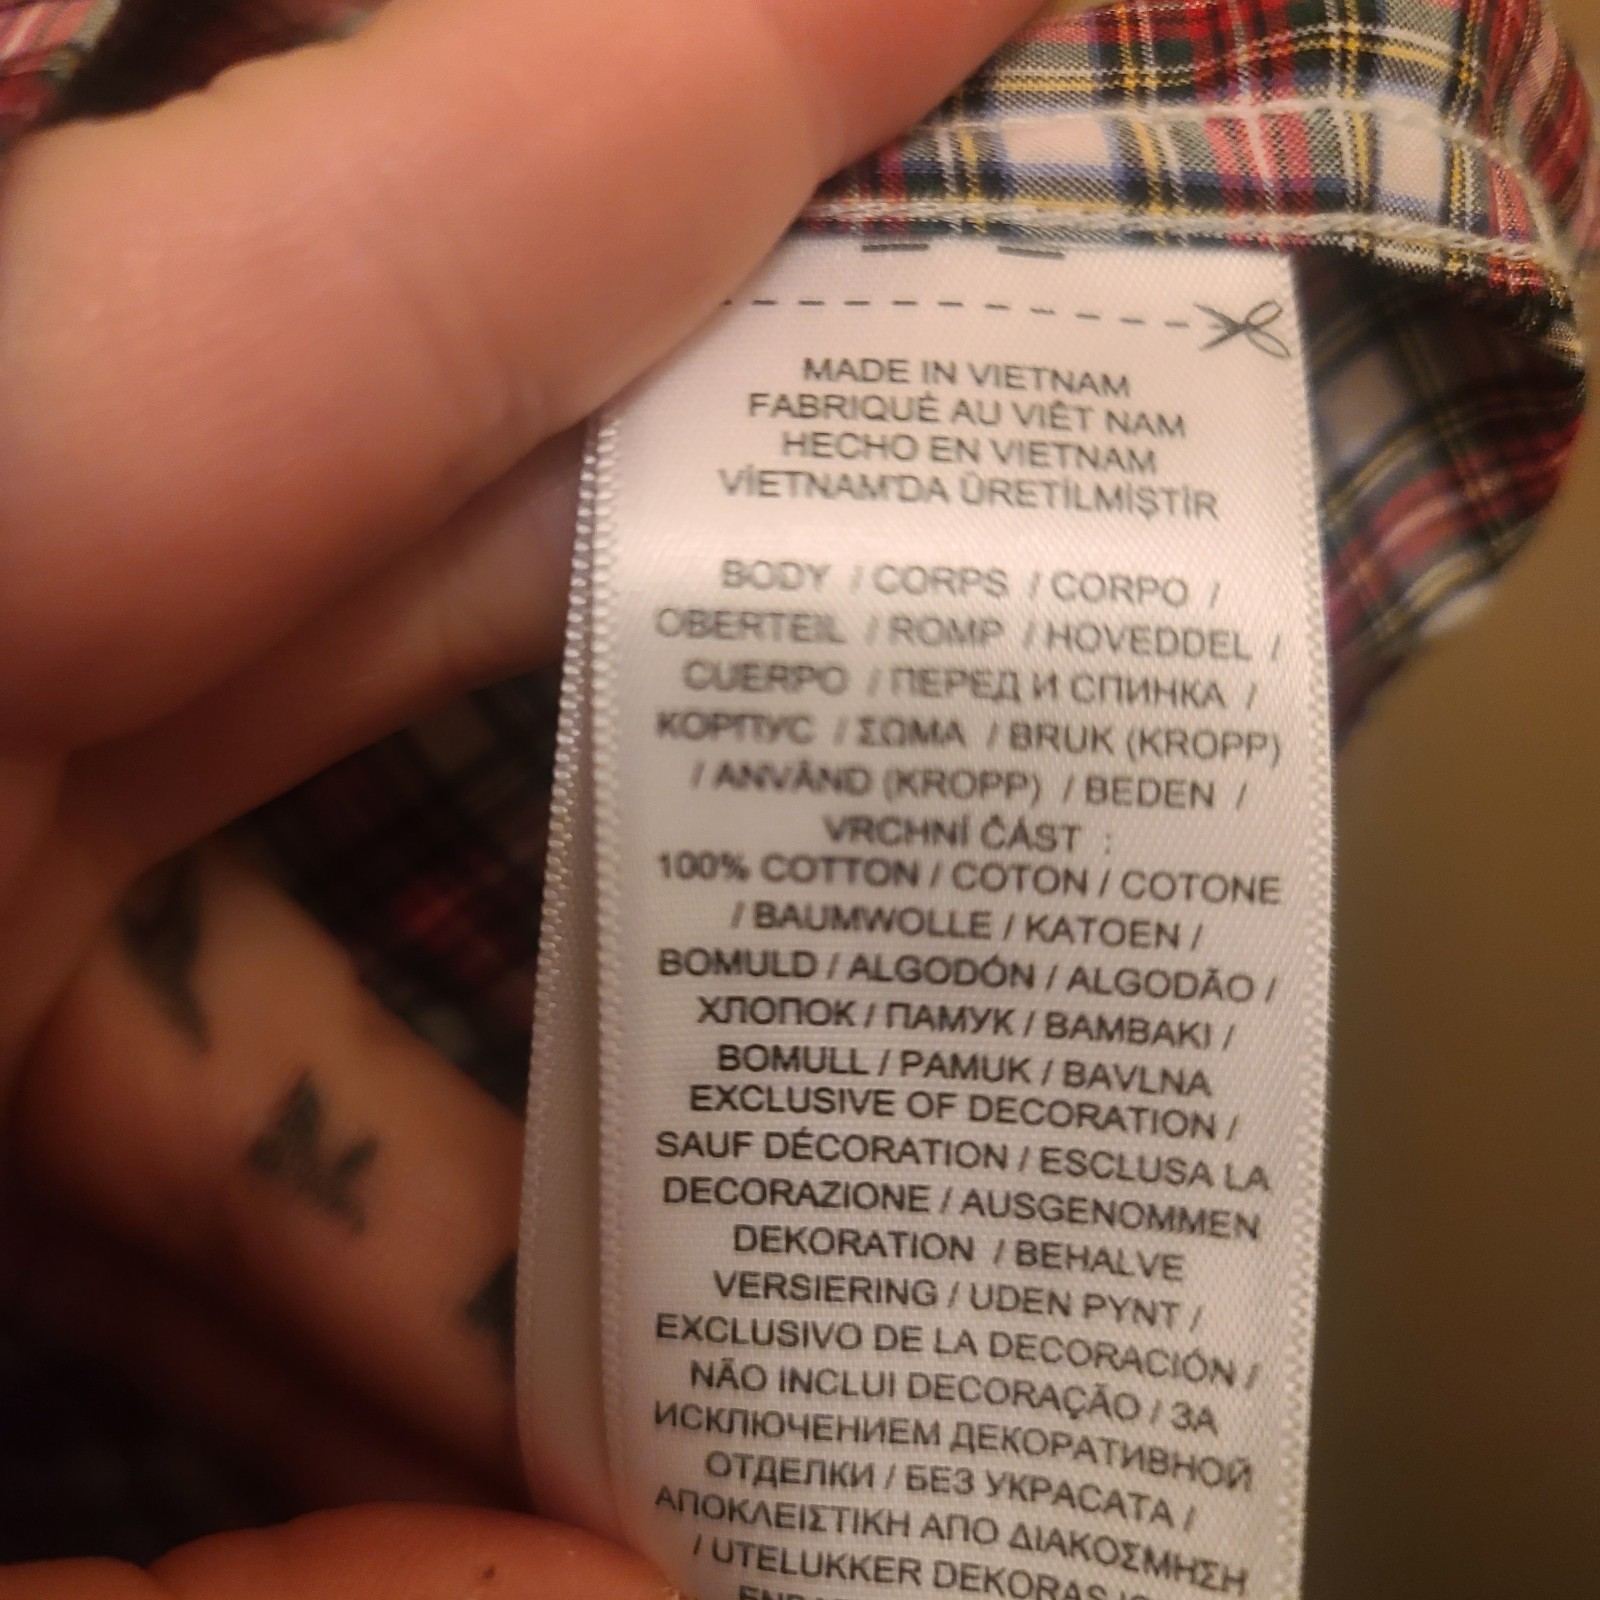 MADE IN VIETNAM
FABRIQUÉ AU VIÊT NAM
HECHO EN VIETNAM
VİETNAM'DA ÜRETİLMİŞTİR
BODY / CORPS / CORPO /
OBERTEIL / ROMP / HOVEDDEL /
CUERPO / ПЕРЕД И СПИНКА /
КОРПУС / ΣΩΜΑ / BRUK (KROPP)
/ ANVÄND (KROPP) / BEDEN /
VRCHNÍ ČÁST :
100% COTTON / COTON / COTONE
/ BAUMWOLLE / KATOEN /
BOMULD / ALGODÓN / ALGODÃO /
ХЛОПОК / ПАМУК / ΒΑΜΒΑΚΙ /
BOMULL / PAMUK / BAVLNA
EXCLUSIVE OF DECORATION /
SAUF DÉCORATION / ESCLUSA LA
DECORAZIONE / AUSGENOMMEN
DEKORATION / BEHALVE
VERSIERING / UDEN PYNT /
EXCLUSIVO DE LA DECORACIÓN /
NÃO INCLUI DECORAÇÃO / ЗА
ИСКЛЮЧЕНИЕМ ДЕКОРАТИВНОЙ
ОТДЕЛКИ / БЕЗ УКРАСАТА /
ΑΠΟΚΛΕΙΣΤΙΚΗ ΑΠΟ ΔΙΑΚΟΣΜΗΣΗ
/ UTELUKKER